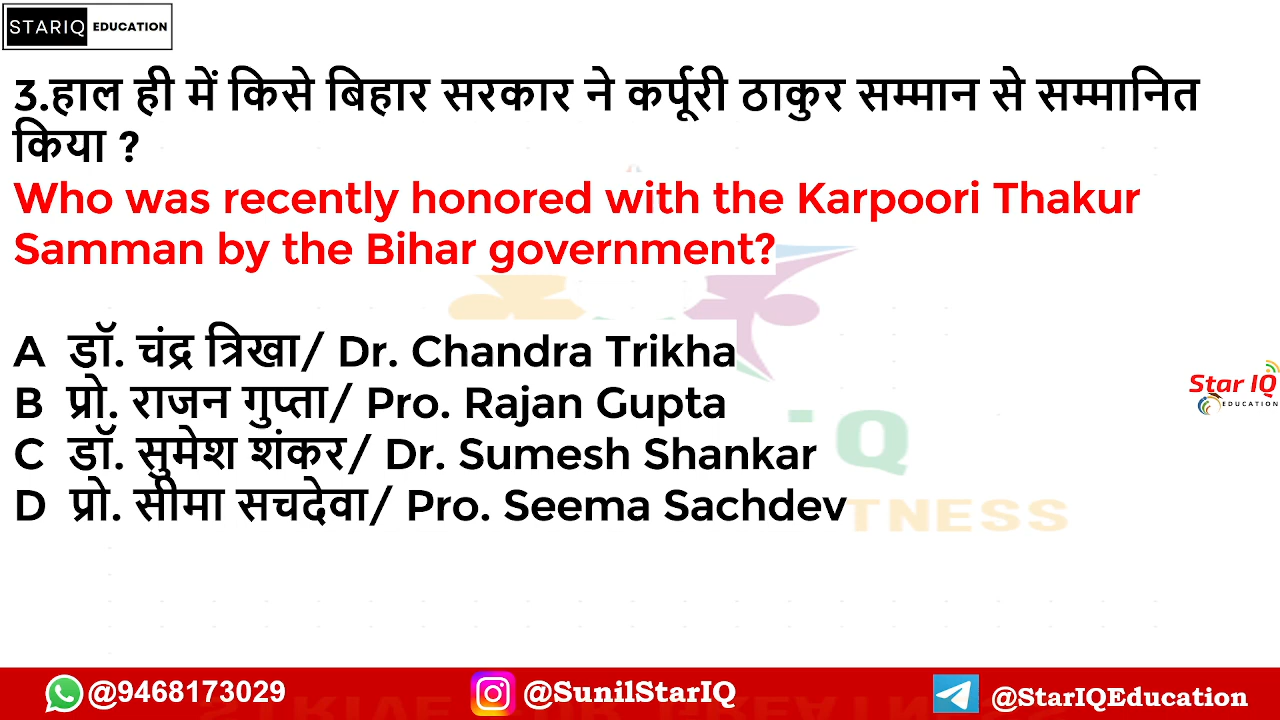 STARIQ EDUCATION
3.हाल ही में किसे बिहार सरकार ने कर्पूरी ठाकुर सम्मान से सम्मानित
किया ?
Who was recently honored with the Karpoori Thakur
Samman by the Bihar government?
A डॉ. चंद्र त्रिखा/ Dr. Chandra Trikha
B प्रो. राजन गुप्ता/ Pro. Rajan Gupta
C डॉ. सुमेश शंकर/ Dr. Sumesh Shankar
D प्रो. सीमा सचदेवा/ Pro. Seema Sachdev
Star IQ
EDUCATION
iQ
TNESS
@9468173029 @SunilStarIQ @StarIQEducation